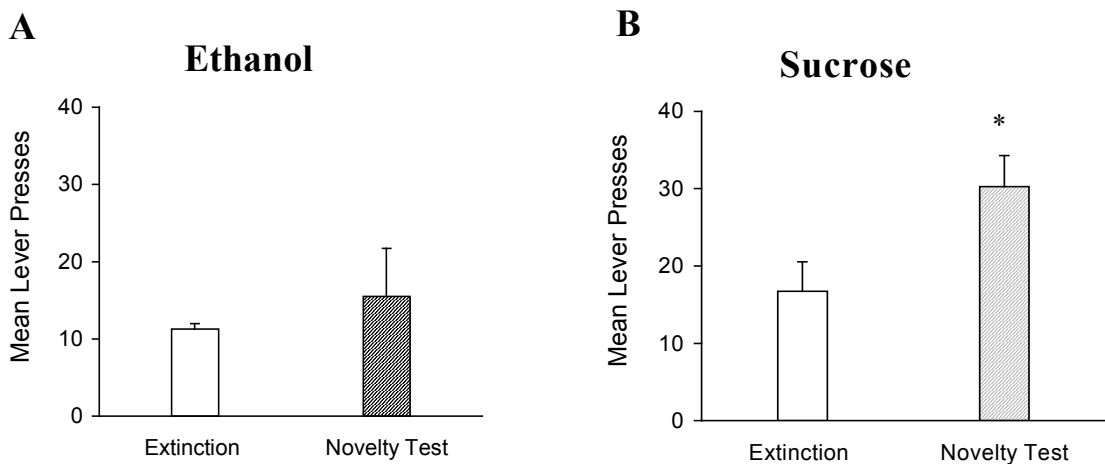 A
Ethanol
Mean Lever Presses
40
30
20
10
0
Extinction
Novelty Test
B
Sucrose
Mean Lever Presses
40
30
20
10
0
*
Extinction
Novelty Test